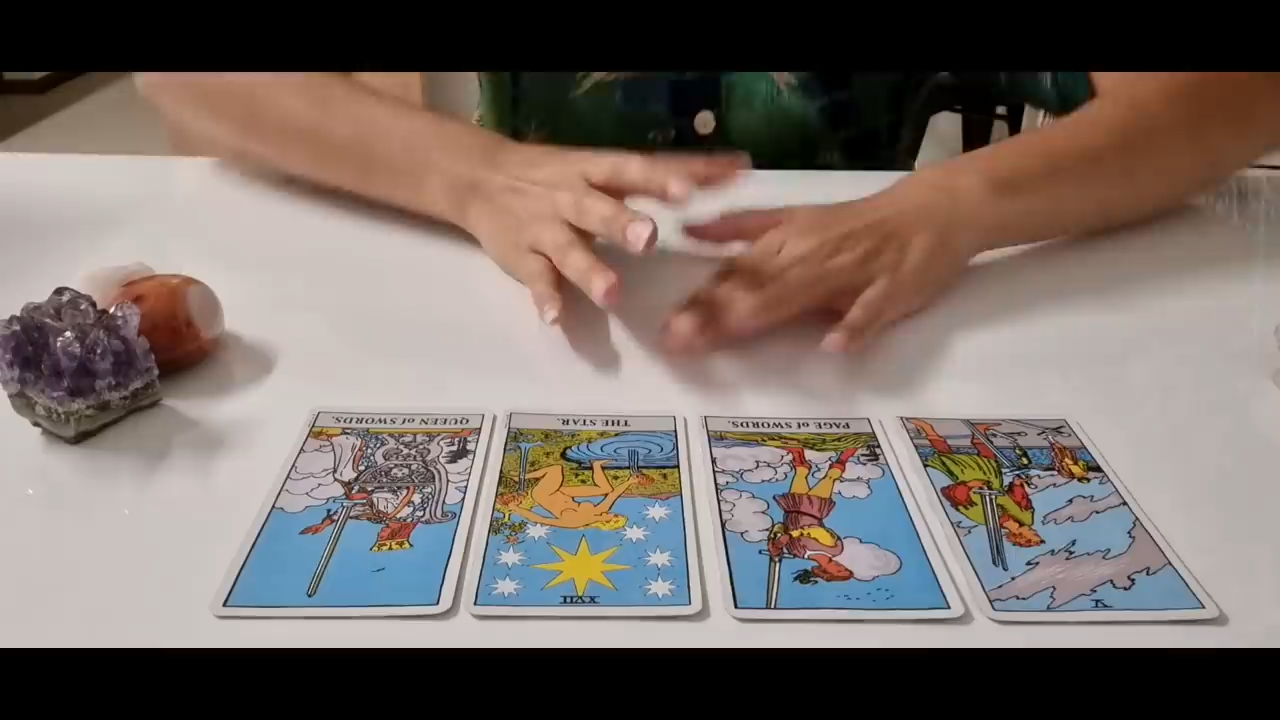 QUEEN of SWORDS.
THE STAR.
PAGE of SWORDS.
XVII
V